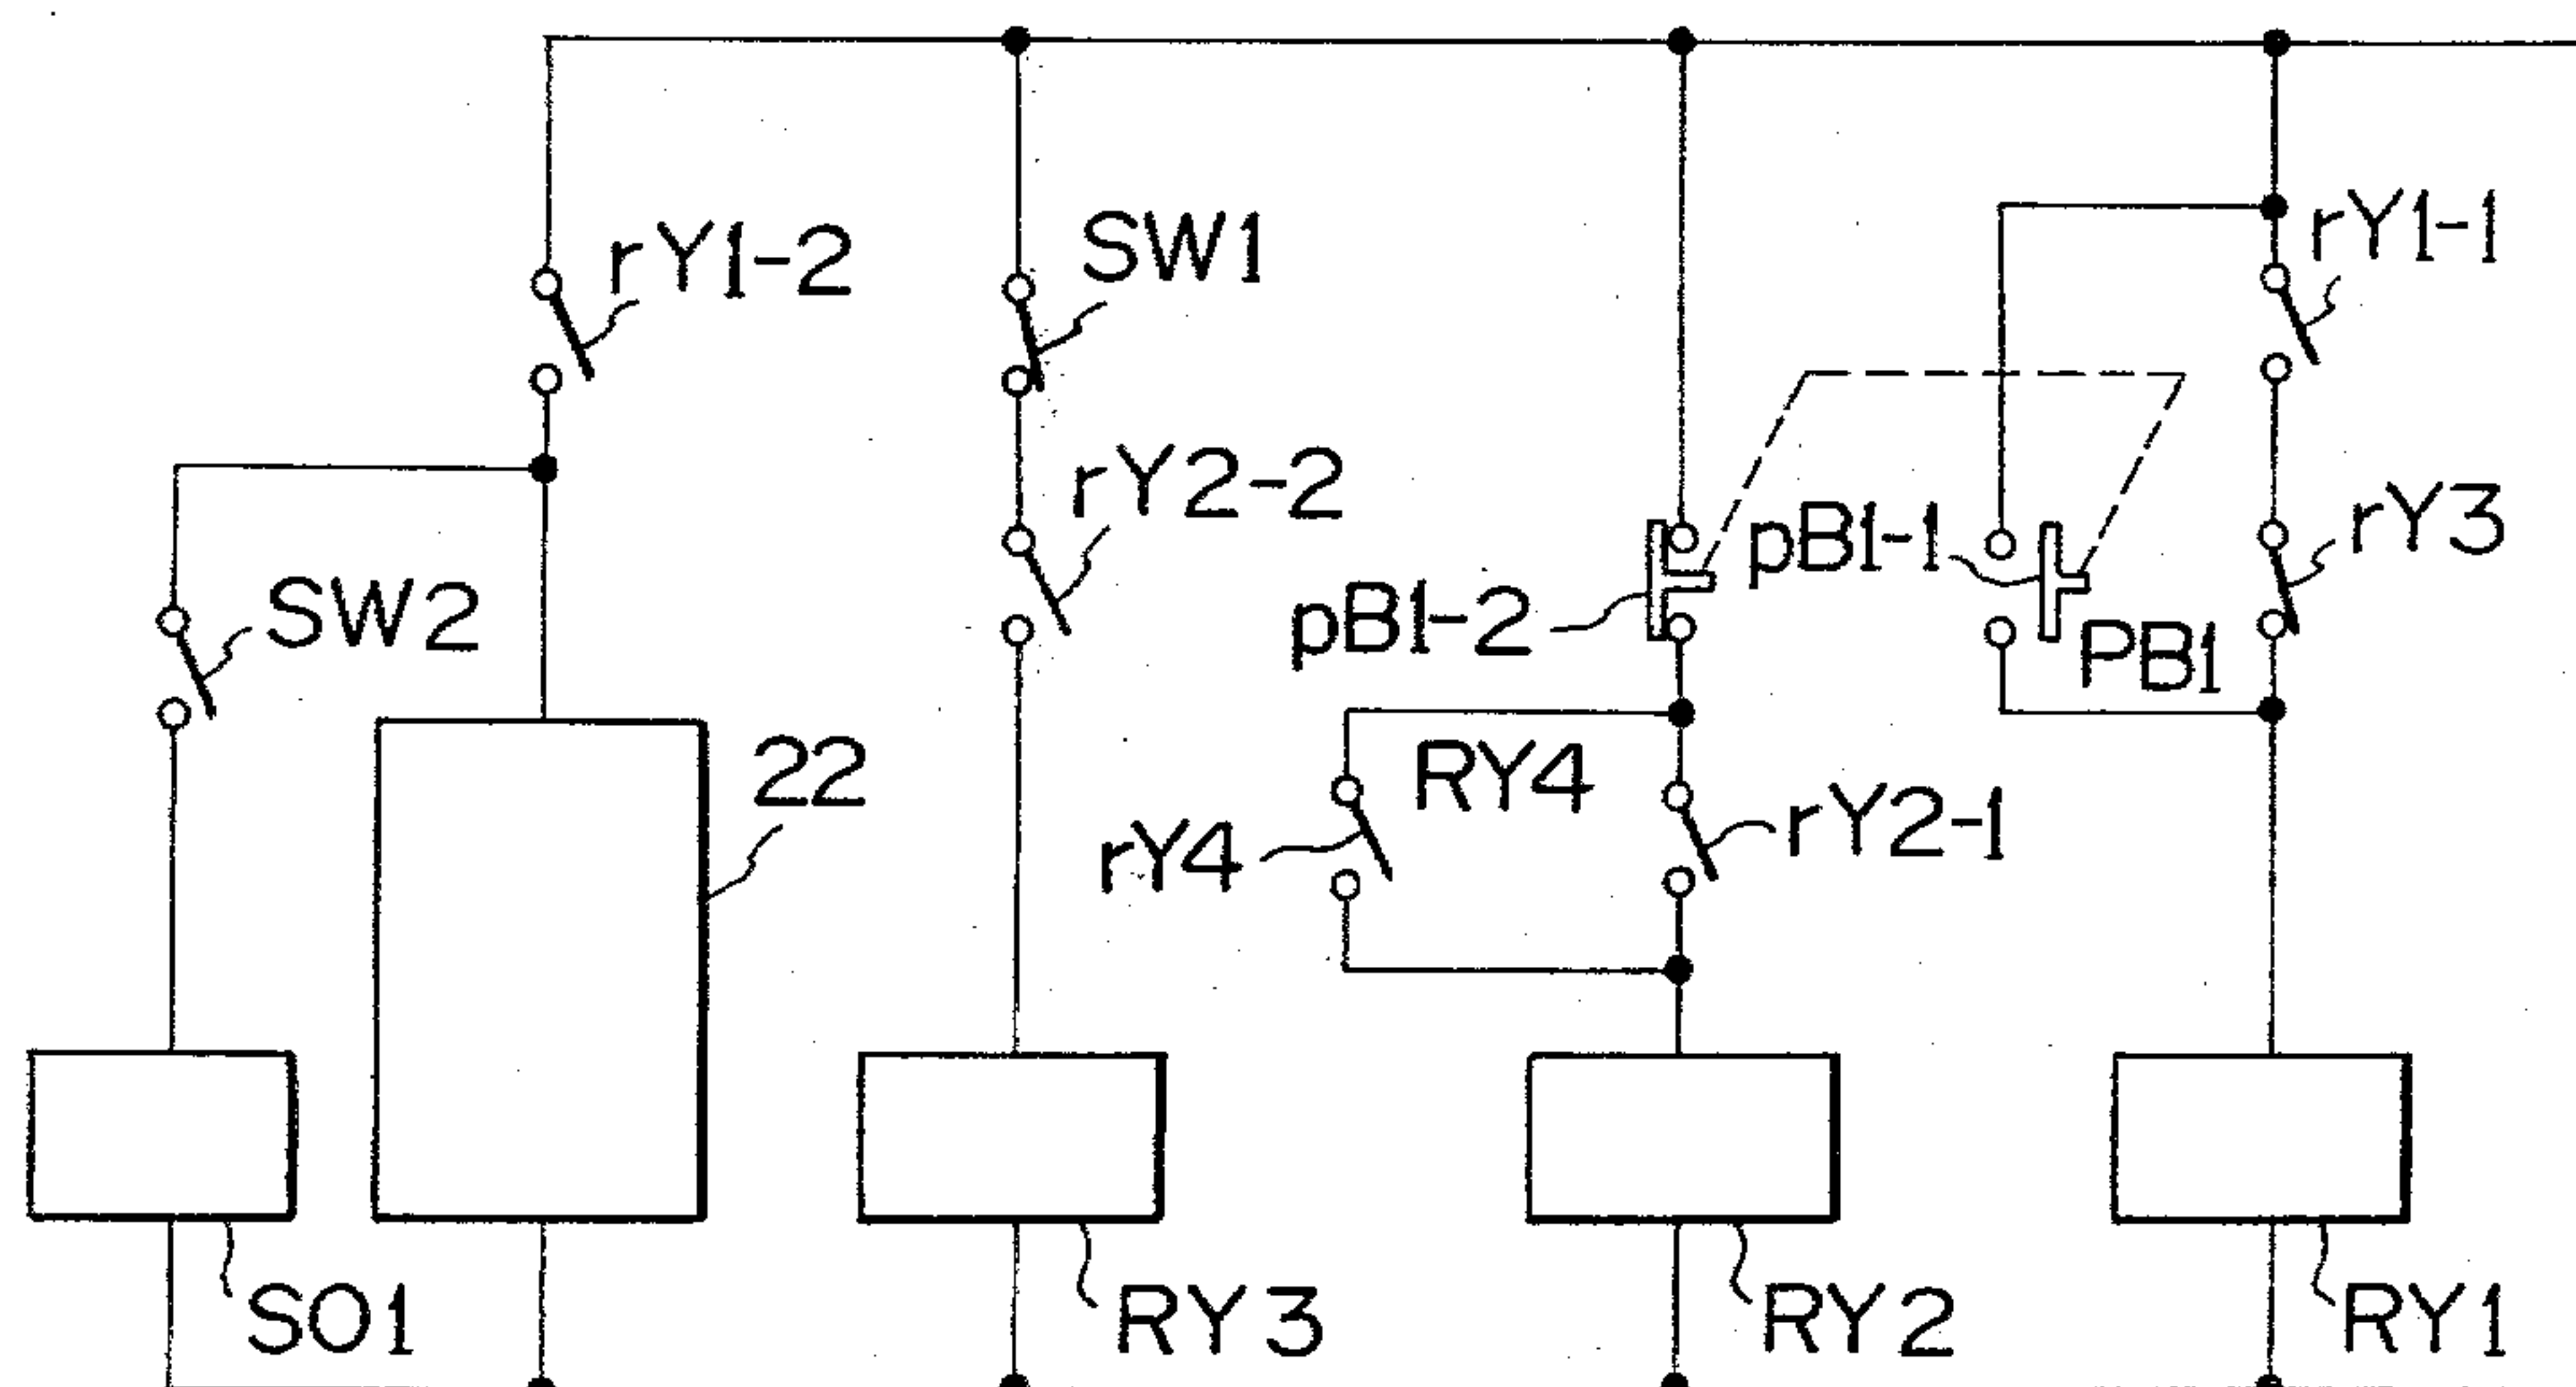 rY1-2
SW1
rY1-1
rY2-2
pB1-1
rY3
SW2
pB1-2
PB1
22
RY4
rY4
rY2-1
SO1
RY3
RY2
RY1